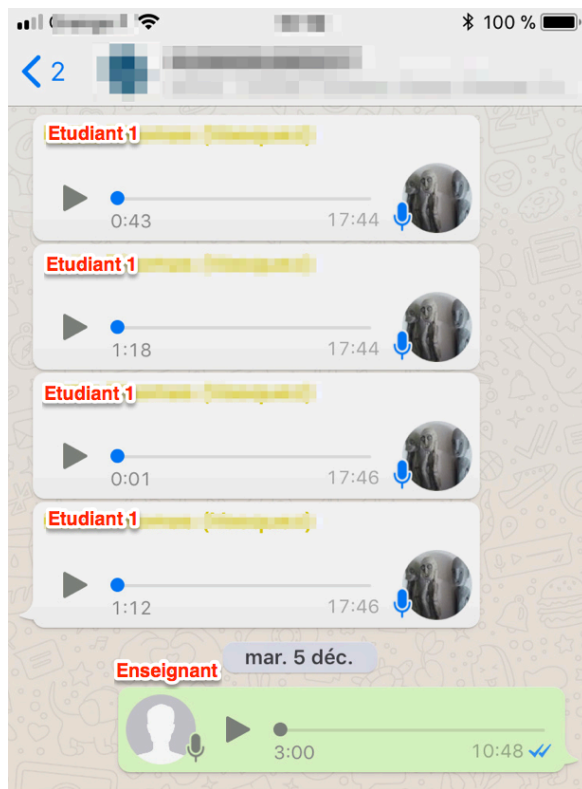 100 %
2
Etudiant 1
0:43 17:44
Etudiant 1
1:18 17:44
Etudiant 1
0:01 17:46
Etudiant 1
1:12 17:46
mar. 5 déc.
Enseignant
3:00 10:48